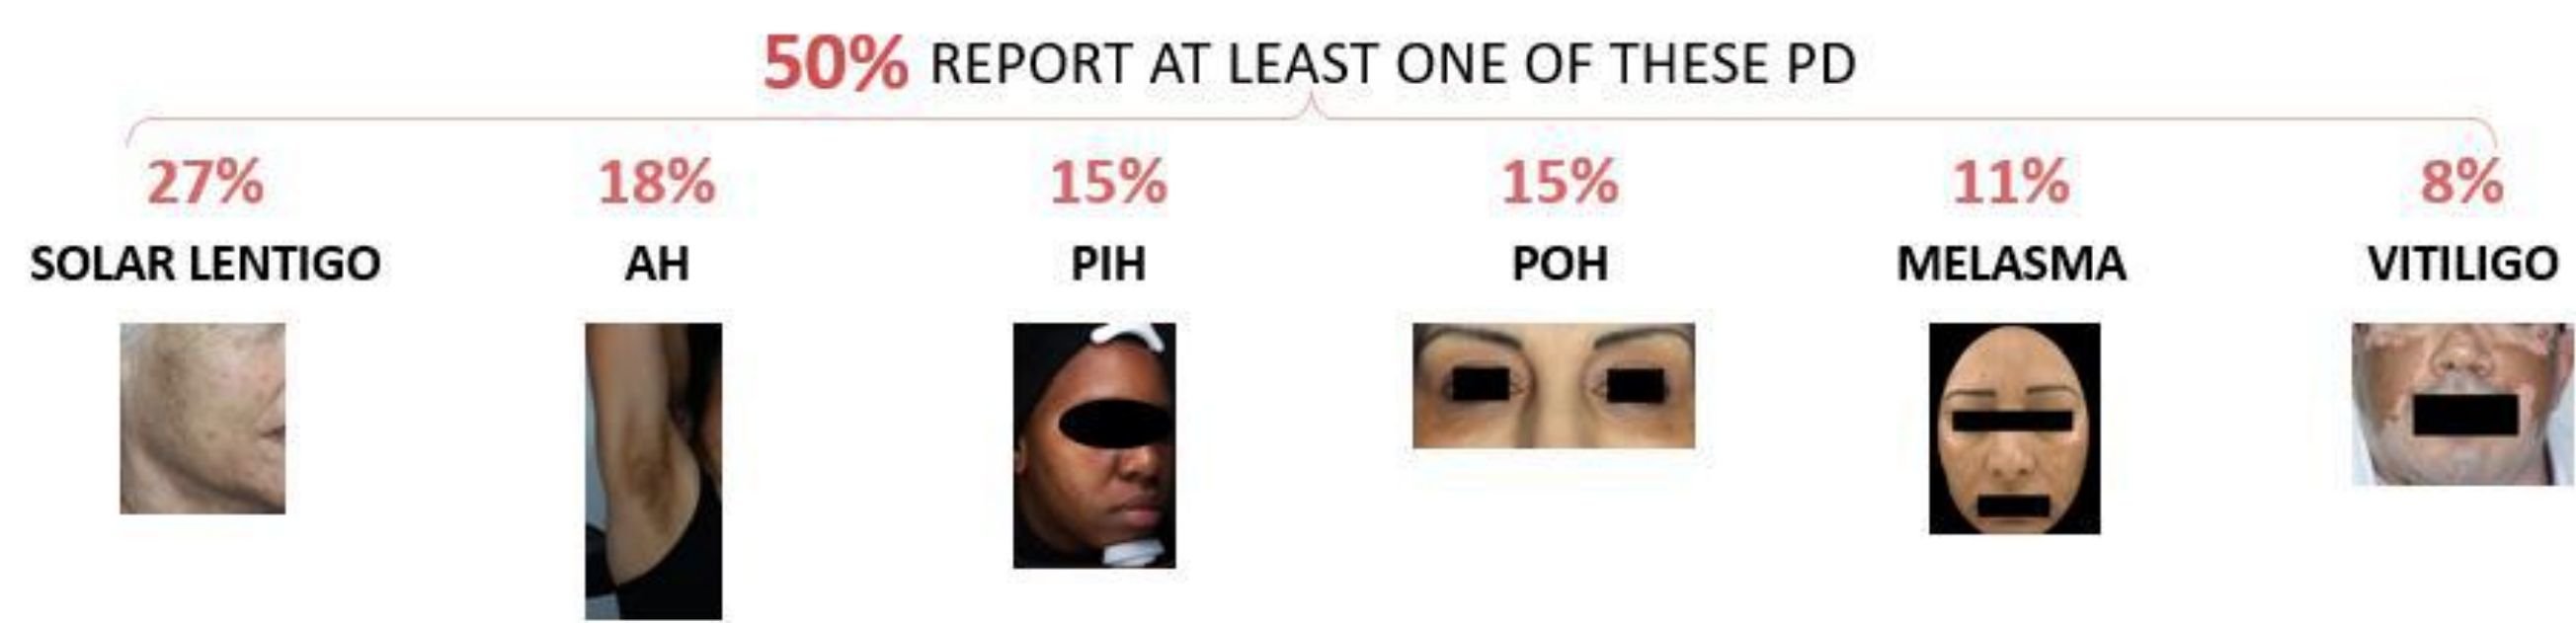 50% REPORT AT LEAST ONE OF THESE PD
27% 18% 15% 15% 11% 8%
SOLAR LENTIGO AH PIH POH MELASMA VITILIGO